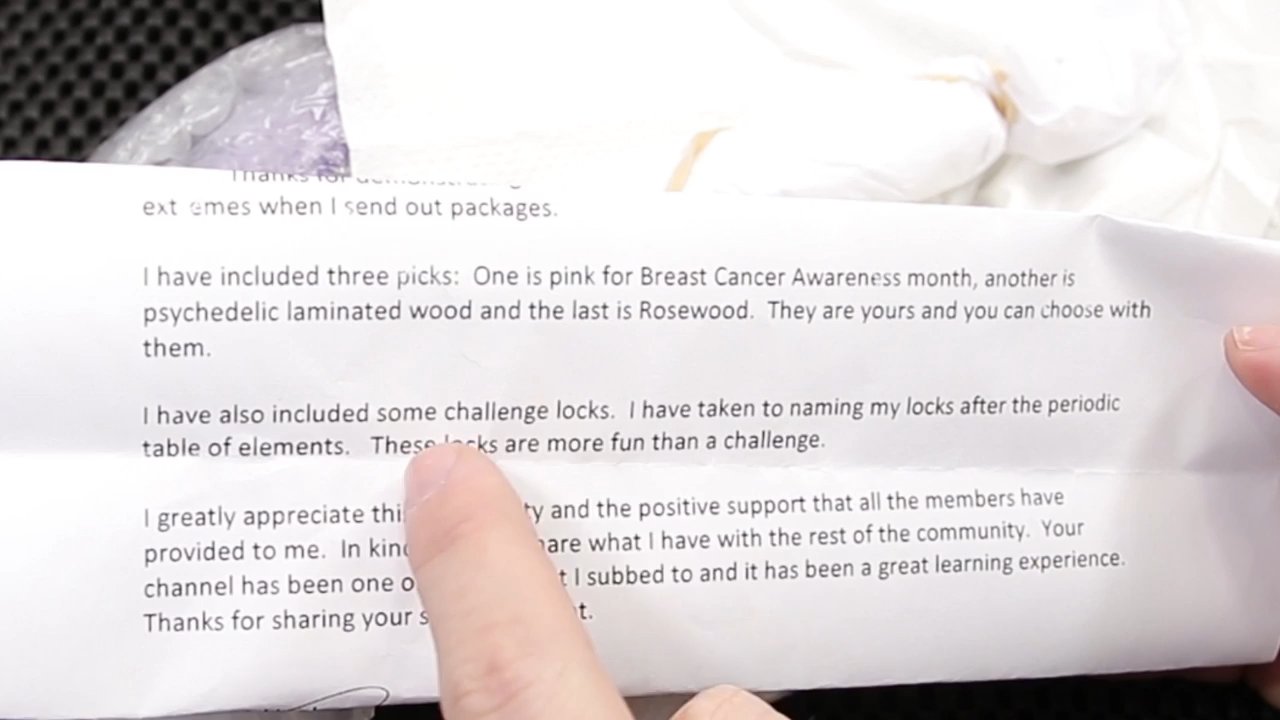 Thanks for
ext emes when I send out packages.
I have included three picks: One is pink for Breast Cancer Awareness month, another is
psychedelic laminated wood and the last is Rosewood. They are yours and you can choose with
them.
I have also included some challenge locks. I have taken to naming my locks after the periodic
table of elements. These locks are more fun than a challenge.
I greatly appreciate and the positive support that all the members have
provided to me. In what I have with the rest of the community. Your
channel has been one I subbed to and it has been a great learning experience.
Thanks for sharing your